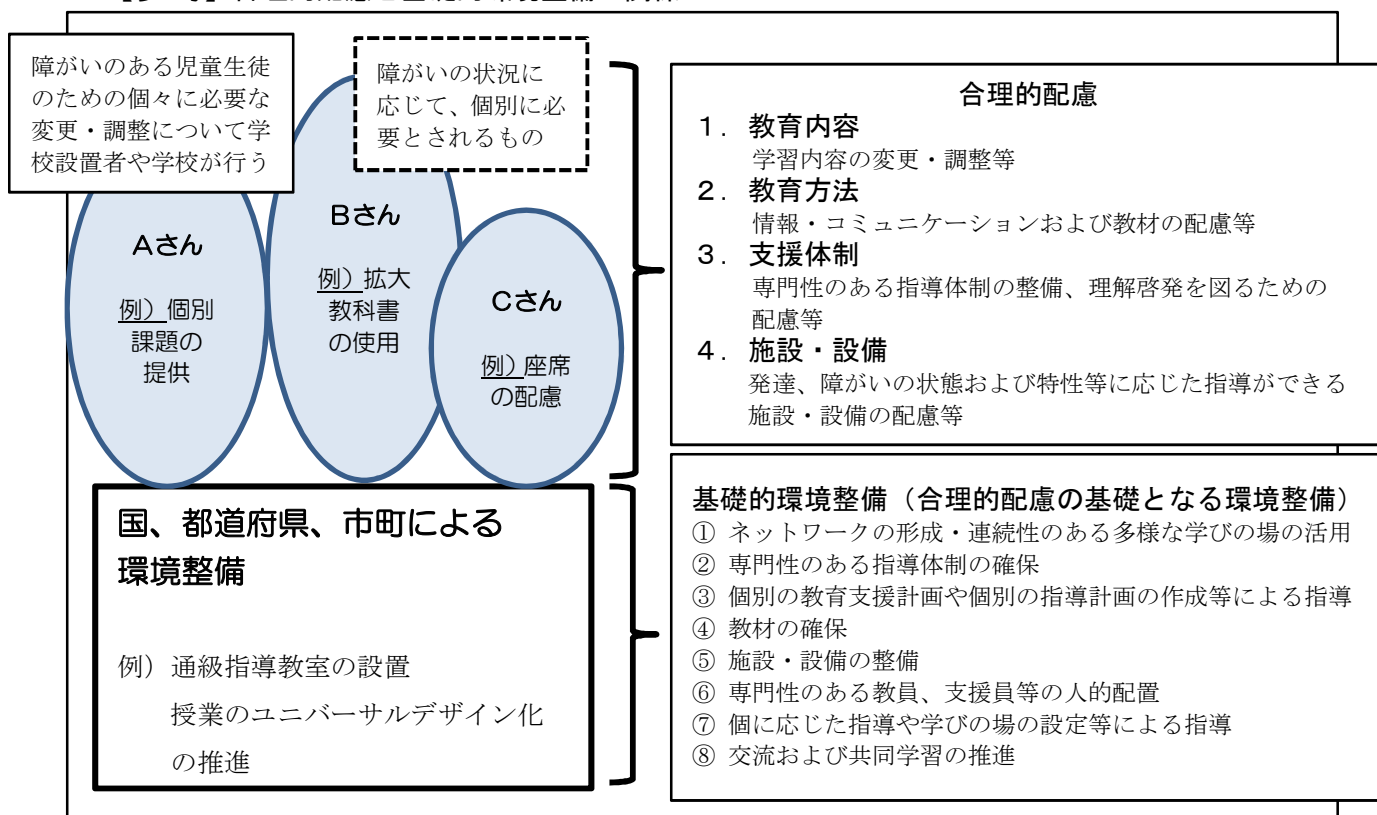 障がいのある児童生徒
のための個々に必要な
変更・調整について学
校設置者や学校が行う
障がいの状況に
応じて、個別に必
要とされるもの
Aさん
例）個別
課題の
提供
Bさん
例）拡大
教科書
の使用
Cさん
例）座席
の配慮
合理的配慮
１．教育内容
学習内容の変更・調整等
２．教育方法
情報・コミュニケーションおよび教材の配慮等
３．支援体制
専門性のある指導体制の整備、理解啓発を図るための
配慮等
４．施設・設備
発達、障がいの状態および特性等に応じた指導ができる
施設・設備の配慮等
国、都道府県、市町による
環境整備
例）通級指導教室の設置
授業のユニバーサルデザイン化
の推進
基礎的環境整備（合理的配慮の基礎となる環境整備）
① ネットワークの形成・連続性のある多様な学びの場の活用
② 専門性のある指導体制の確保
③ 個別の教育支援計画や個別の指導計画の作成等による指導
④ 教材の確保
⑤ 施設・設備の整備
⑥ 専門性のある教員、支援員等の人的配置
⑦ 個に応じた指導や学びの場の設定等による指導
⑧ 交流および共同学習の推進